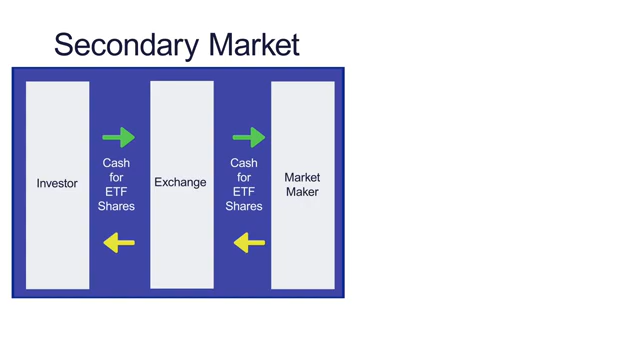 Secondary Market
Investor
Cash
for
ETF
Shares
Exchange
Cash
for
ETF
Shares
Market
Maker